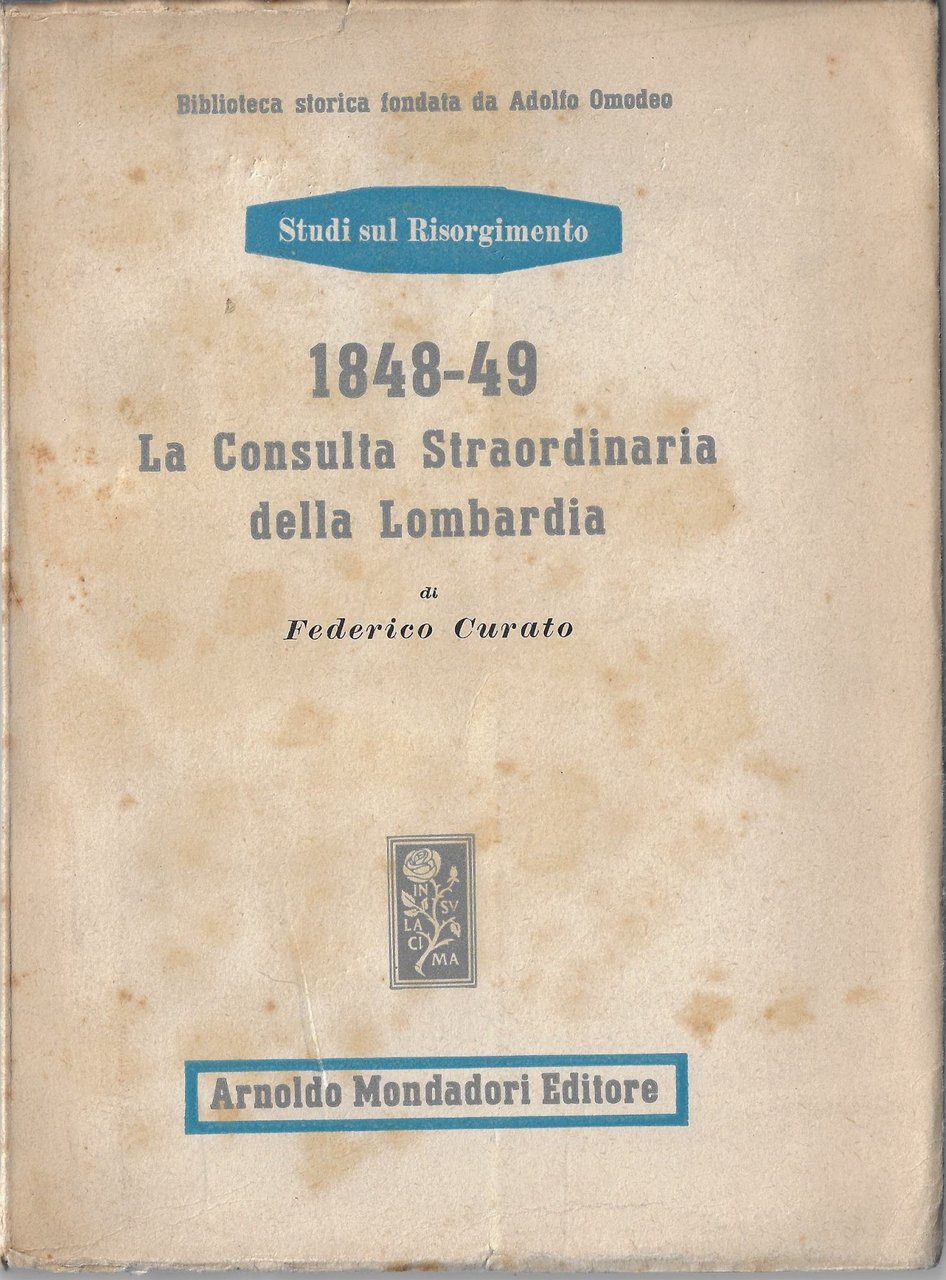 Biblioteca storica fondata da Adolfo Omodeo
Studi sul Risorgimento
1848-49
La Consulta Straordinaria
della Lombardia
di
Federico Curato
IN
SV
LA
CI
MA
Arnoldo Mondadori Editore